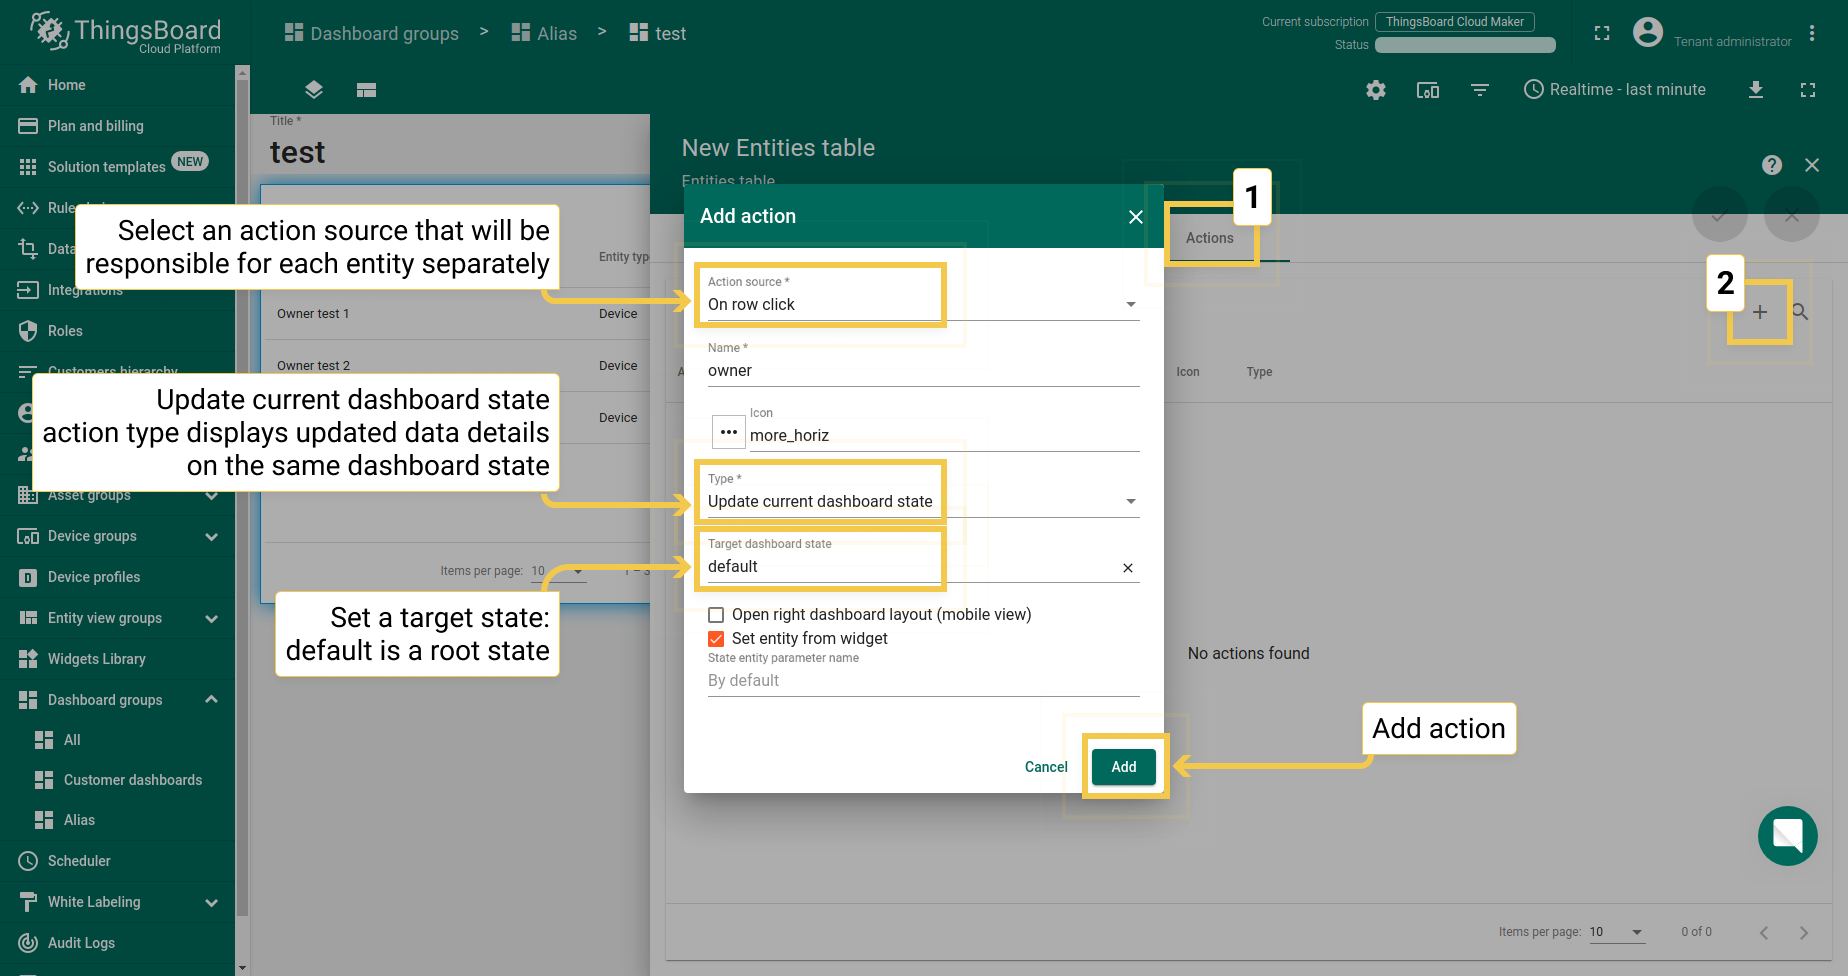 ThingsBoard
Cloud Platform
Dashboard groups > Alias > test
Current subscription ThingsBoard Cloud Maker
Status
Tenant administrator
Home
Plan and billing
Solution templates NEW
Integrations
Roles
Customers hierarchy
Asset groups
Device groups
Device profiles
Entity view groups
Widgets Library
Dashboard groups
All
Customer dashboards
Alias
Scheduler
White Labeling
Audit Logs
Realtime - last minute
Title *
test
Entity typ
Owner test 1 Device
Owner test 2 Device
Device
Items per page: 10
New Entities table
Entities table
Actions
1
2
Icon Type
No actions found
Items per page: 10 0 of 0
Add action
Action source *
On row click
Name *
owner
Icon
more_horiz
Type *
Update current dashboard state
Target dashboard state
default
Open right dashboard layout (mobile view)
Set entity from widget
State entity parameter name
By default
Cancel Add
Select an action source that will be
responsible for each entity separately
Update current dashboard state
action type displays updated data details
on the same dashboard state
Set a target state:
default is a root state
Add action